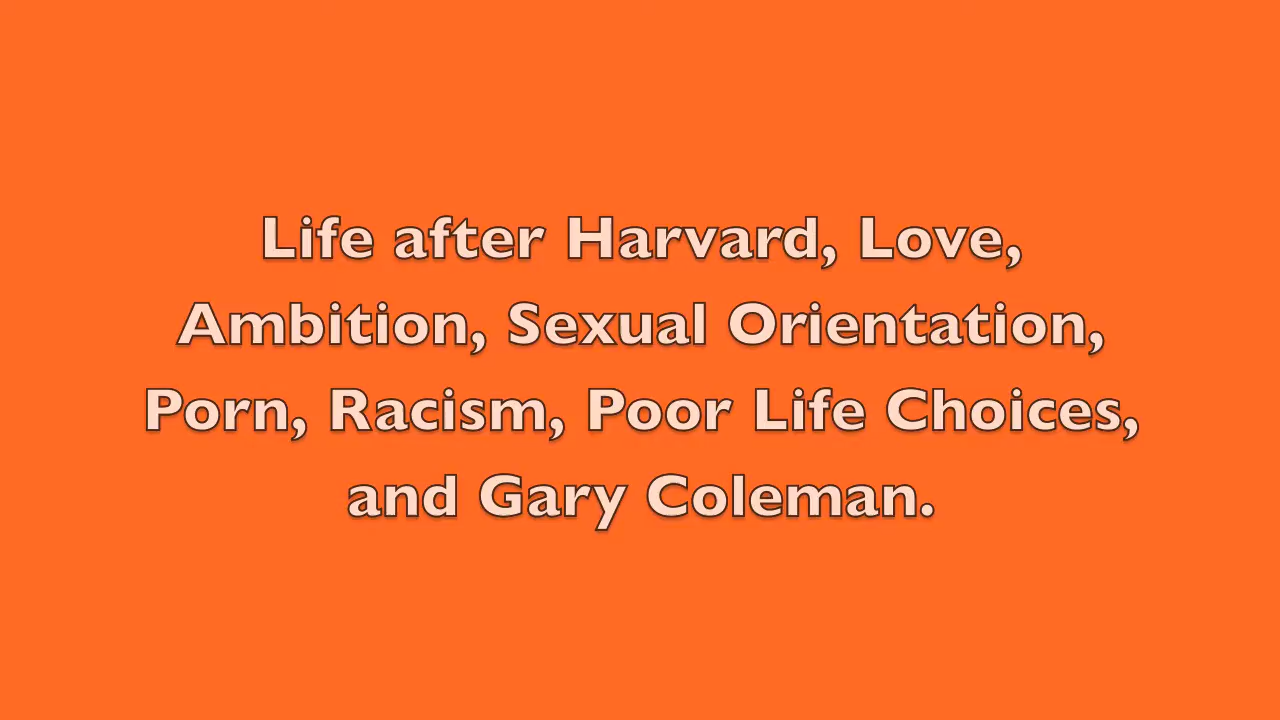 Life after Harvard, Love,
Ambition, Sexual Orientation,
Porn, Racism, Poor Life Choices,
and Gary Coleman.